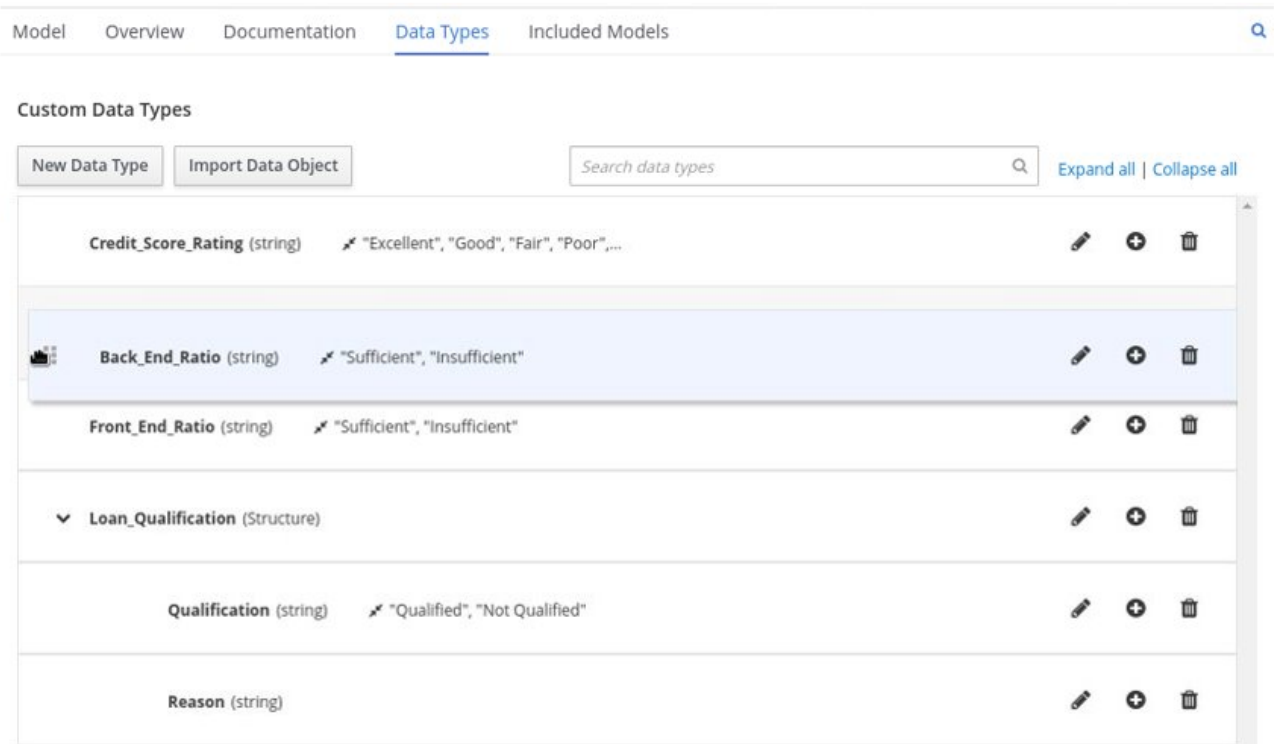 Model Overview Documentation Data Types Included Models
Custom Data Types
New Data Type Import Data Object Search data types Expand all | Collapse all
Credit_Score_Rating (string) "Excellent", "Good", "Fair", "Poor",...
Back_End_Ratio (string) "Sufficient", "Insufficient"
Front_End_Ratio (string) "Sufficient", "Insufficient"
Loan_Qualification (Structure)
Qualification (string) "Qualified", "Not Qualified"
Reason (string)